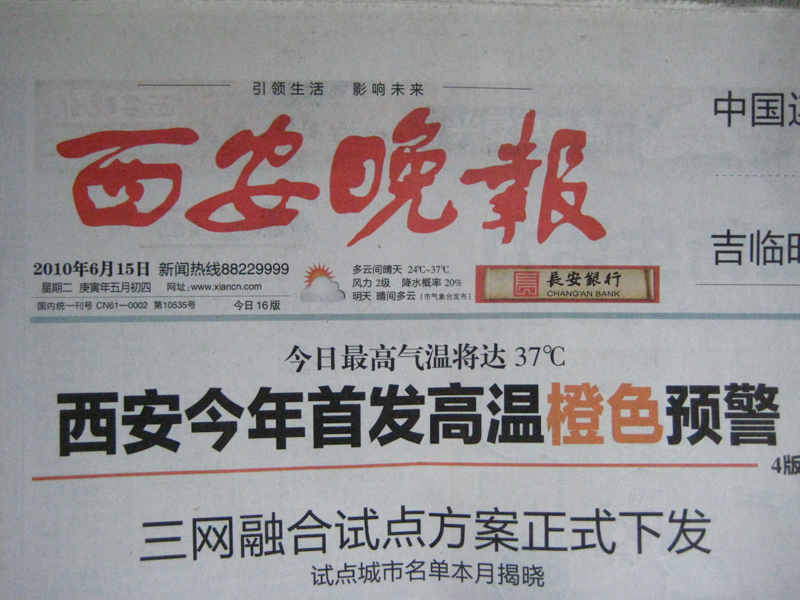 引领生活 影响未来
西安晚報
2010年6月15日 新闻热线88229999
星期二 庚寅年五月初四 网址:www.xiancn.com
国内统一刊号 CN61—0002 第10535号 今日16版
多云间晴天 24℃~37℃
风力 2级 降水概率 20%
明天 晴间多云 [市气象台发布]
長安銀行
CHANG'AN BANK
中国
吉临
今日最高气温将达 37℃
西安今年首发高温橙色预警
4版
三网融合试点方案正式下发
试点城市名单本月揭晓